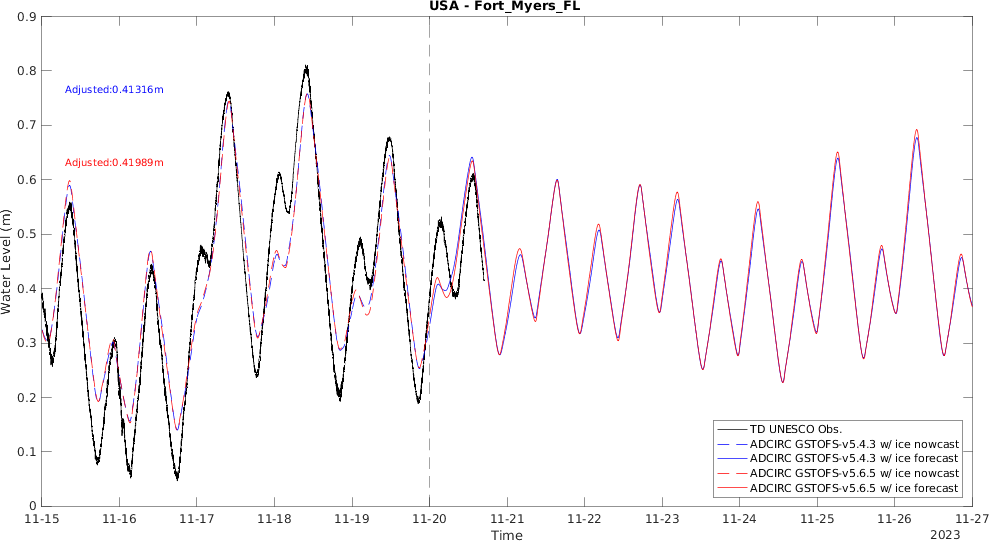 USA - Fort_Myers_FL
0.9
0.8
0.7
0.6
0.5
0.4
0.3
0.2
0.1
0
Water Level (m)
Adjusted:0.41316m
Adjusted:0.41989m
TD UNESCO Obs.
ADCIRC GSTOFS-v5.4.3 w/ ice nowcast
ADCIRC GSTOFS-v5.4.3 w/ ice forecast
ADCIRC GSTOFS-v5.6.5 w/ ice nowcast
ADCIRC GSTOFS-v5.6.5 w/ ice forecast
11-15 11-16 11-17 11-18 11-19 11-20 11-21 11-22 11-23 11-24 11-25 11-26 11-27
Time
2023